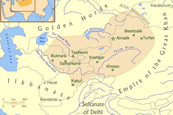 Karakorum
Golden Horde
Beshbalik
Almalik
Turfan
Tashkent
Bukhara
Samarkand
Kashgar
Khotan
Ilkhanate
Herat
Kabul
Kandahar
Empire of the Great Khan
Sultanate
of Delhi